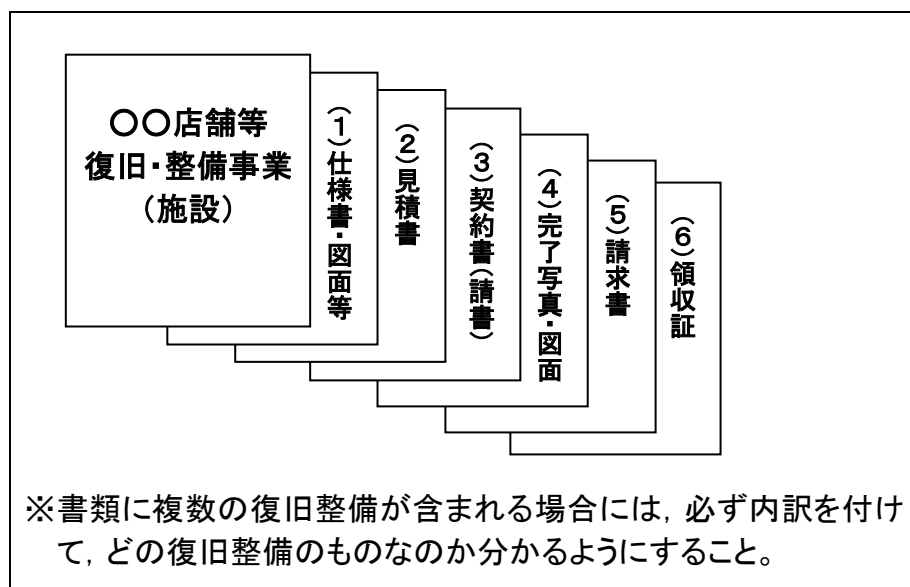 〇〇店舗等
復旧・整備事業
（施設）
（１）仕様書・図面等
（２）見積書
（３）契約書（請書）
（４）完了写真・図面
（５）請求書
（６）領収証
※書類に複数の復旧整備が含まれる場合には，必ず内訳を付け
て，どの復旧整備のものなのか分かるようにすること。